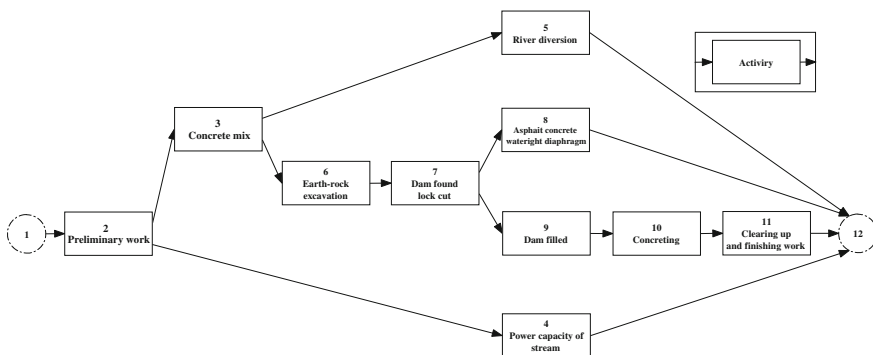 5
River diversion
Activiry
3
Concrete mix
8
Asphait concrete
wateright diaphragm
6
Earth-rock
excavation
7
Dam found
lock cut
1
2
Preliminary work
9
Dam filled
10
Concreting
11
Clearing up
and finishing work
12
4
Power capacity of
stream